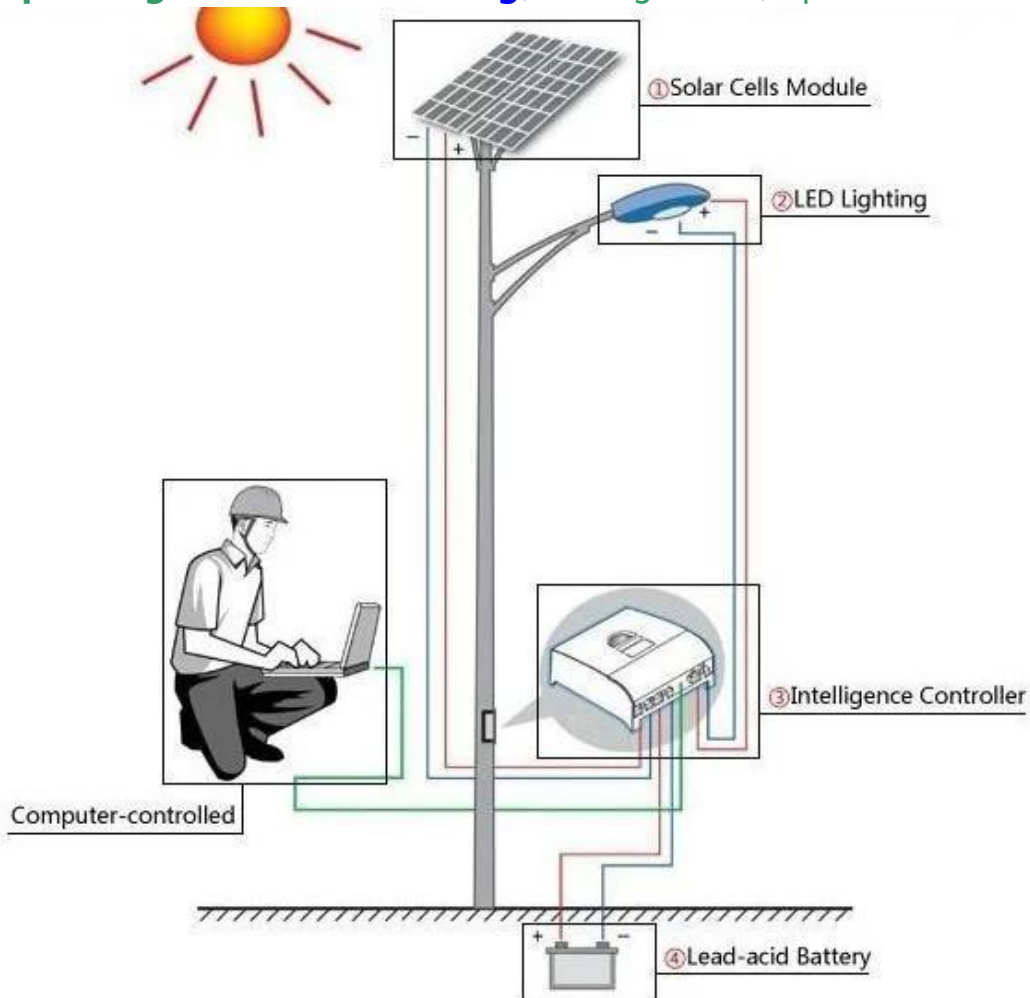 ①Solar Cells Module
− +
②LED Lighting
+
−
③Intelligence Controller
Computer-controlled
+ −
④Lead-acid Battery